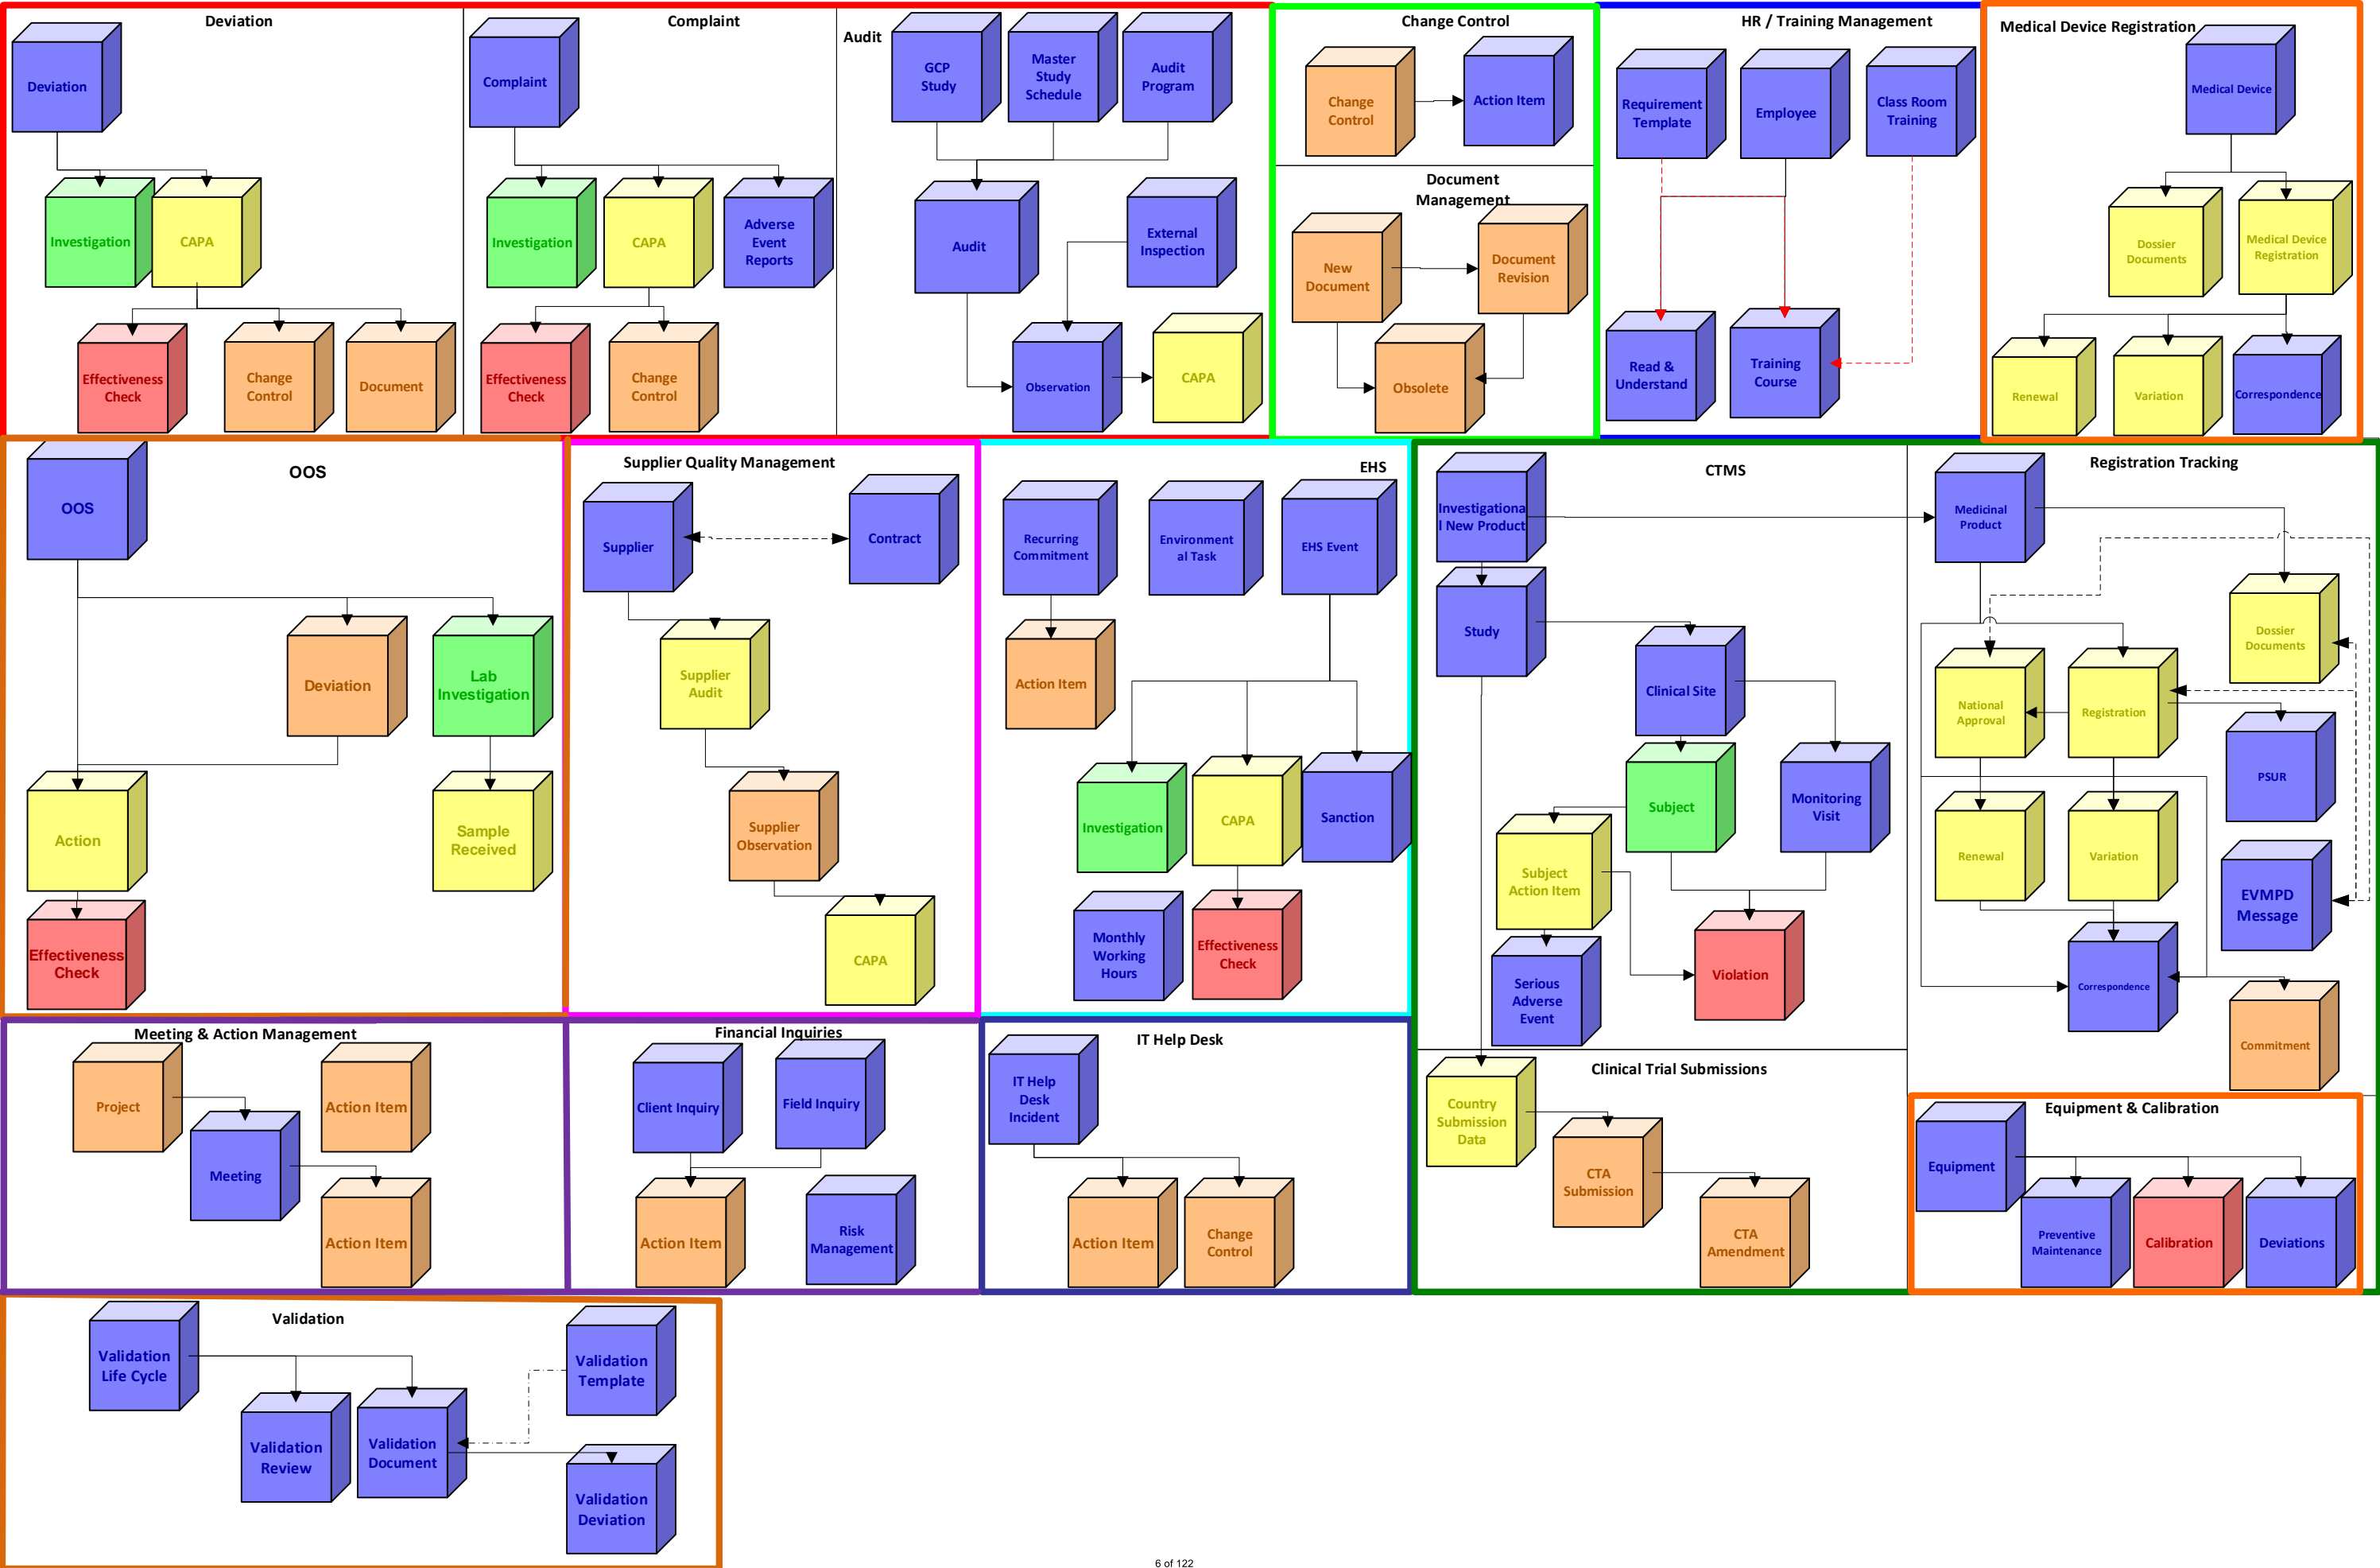 Deviation
Deviation
Investigation
CAPA
Effectiveness
Check
Change
Control
Document
Complaint
Complaint
Investigation
CAPA
Adverse
Event
Reports
Effectiveness
Check
Change
Control
Audit
GCP
Study
Master
Study
Schedule
Audit
Program
Audit
External
Inspection
Observation
CAPA
Change Control
Change
Control
Action Item
Document
Management
New
Document
Document
Revision
Obsolete
HR / Training Management
Requirement
Template
Employee
Class Room
Training
Read &
Understand
Training
Course
Medical Device Registration
Medical Device
Dossier
Documents
Medical Device
Registration
Renewal
Variation
Correspondence
OOS
OOS
Deviation
Lab
Investigation
Action
Sample
Received
Effectiveness
Check
Supplier Quality Management
Supplier
Contract
Supplier
Audit
Supplier
Observation
CAPA
EHS
Recurring
Commitment
Environment
al Task
EHS Event
Action Item
Investigation
CAPA
Sanction
Monthly
Working
Hours
Effectiveness
Check
CTMS
Investigationa
l New Product
Study
Clinical Site
Subject
Monitoring
Visit
Subject
Action Item
Serious
Adverse
Event
Violation
Registration Tracking
Medicinal
Product
Dossier
Documents
National
Approval
Registration
PSUR
Renewal
Variation
EVMPD
Message
Correspondence
Commitment
Meeting & Action Management
Project
Action Item
Meeting
Action Item
Financial Inquiries
Client Inquiry
Field Inquiry
Action Item
Risk
Management
IT Help Desk
IT Help
Desk
Incident
Action Item
Change
Control
Clinical Trial Submissions
Country
Submission
Data
CTA
Submission
CTA
Amendment
Equipment & Calibration
Equipment
Preventive
Maintenance
Calibration
Deviations
Validation
Validation
Life Cycle
Validation
Template
Validation
Review
Validation
Document
Validation
Deviation
6 of 122